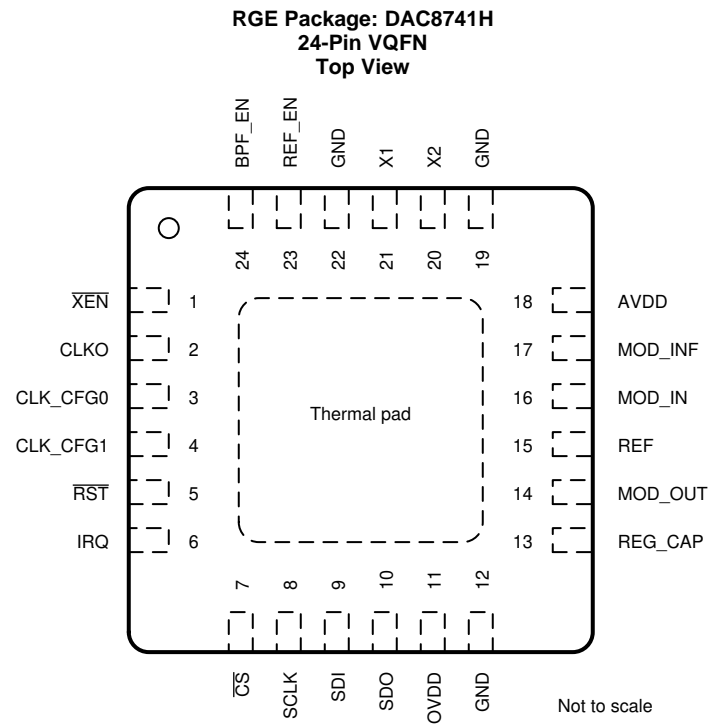 RGE Package: DAC8741H
24-Pin VQFN
Top View
BPF_EN
REF_EN
GND
X1
X2
GND
24
23
22
21
20
19
X̅E̅N̅ 1
CLKO 2
CLK_CFG0 3
CLK_CFG1 4
R̅S̅T̅ 5
IRQ 6
Thermal pad
18 AVDD
17 MOD_INF
16 MOD_IN
15 REF
14 MOD_OUT
13 REG_CAP
7
8
9
10
11
12
C̅S̅
SCLK
SDI
SDO
OVDD
GND
Not to scale